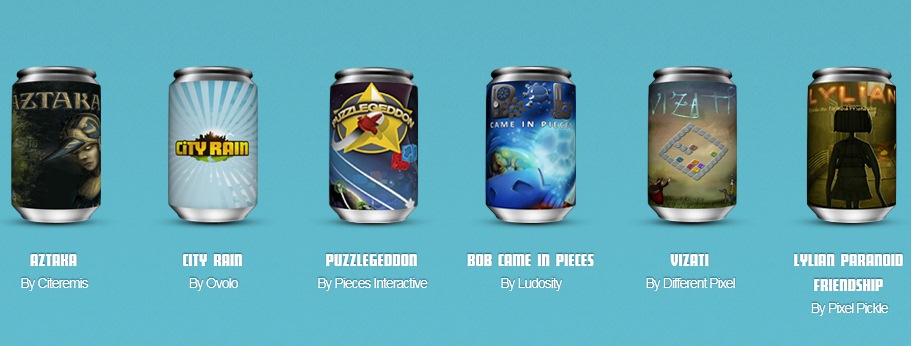 AZTAKA
CITY RAIN
PUZZLEGEDDON
BOB
CAME IN PIECES
VIZATI
LYLIAN
AZTAKA
By Citeremis
CITY RAIN
By Ovolo
PUZZLEGEDDON
By Pieces Interactive
BOB CAME IN PIECES
By Ludosity
VIZATI
By Different Pixel
LYLIAN PARANOID
FRIENDSHIP
By Pixel Pickle